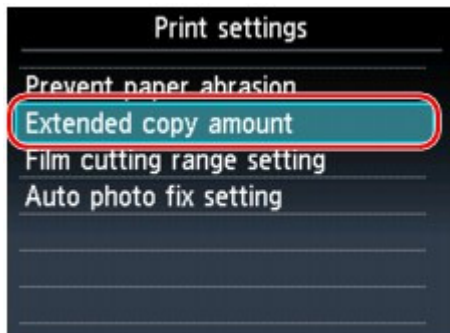 Print settings
Prevent paper abrasion
Extended copy amount
Film cutting range setting
Auto photo fix setting